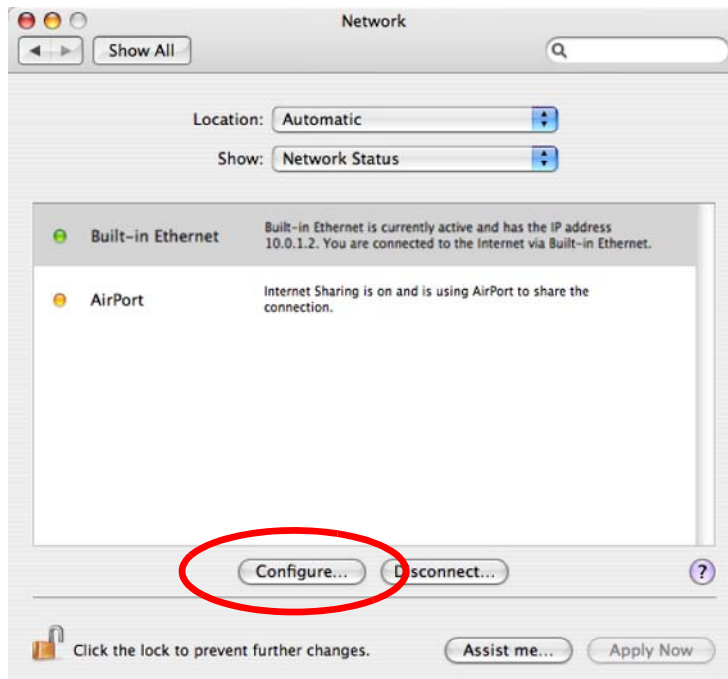 Network
Show All
Location: Automatic
Show: Network Status
Built-in Ethernet
Built-in Ethernet is currently active and has the IP address
10.0.1.2. You are connected to the Internet via Built-in Ethernet.
AirPort
Internet Sharing is on and is using AirPort to share the
connection.
Configure... Disconnect... ?
Click the lock to prevent further changes. Assist me... Apply Now